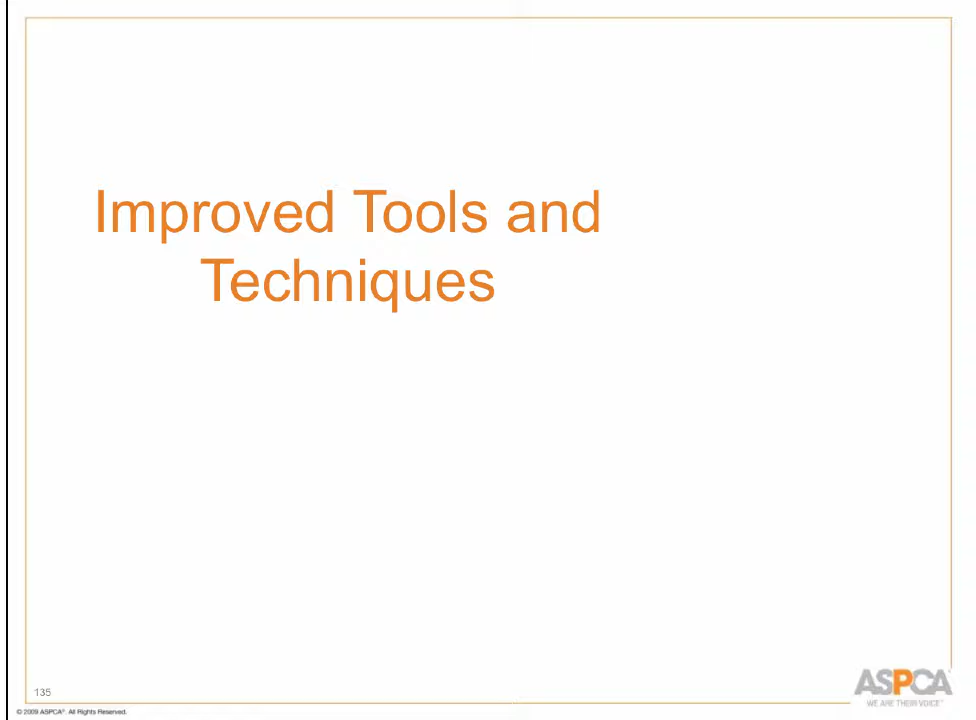 Improved Tools and
Techniques
135
ASPCA
WE ARE THEIR VOICE™
© 2009 ASPCA®. All Rights Reserved.